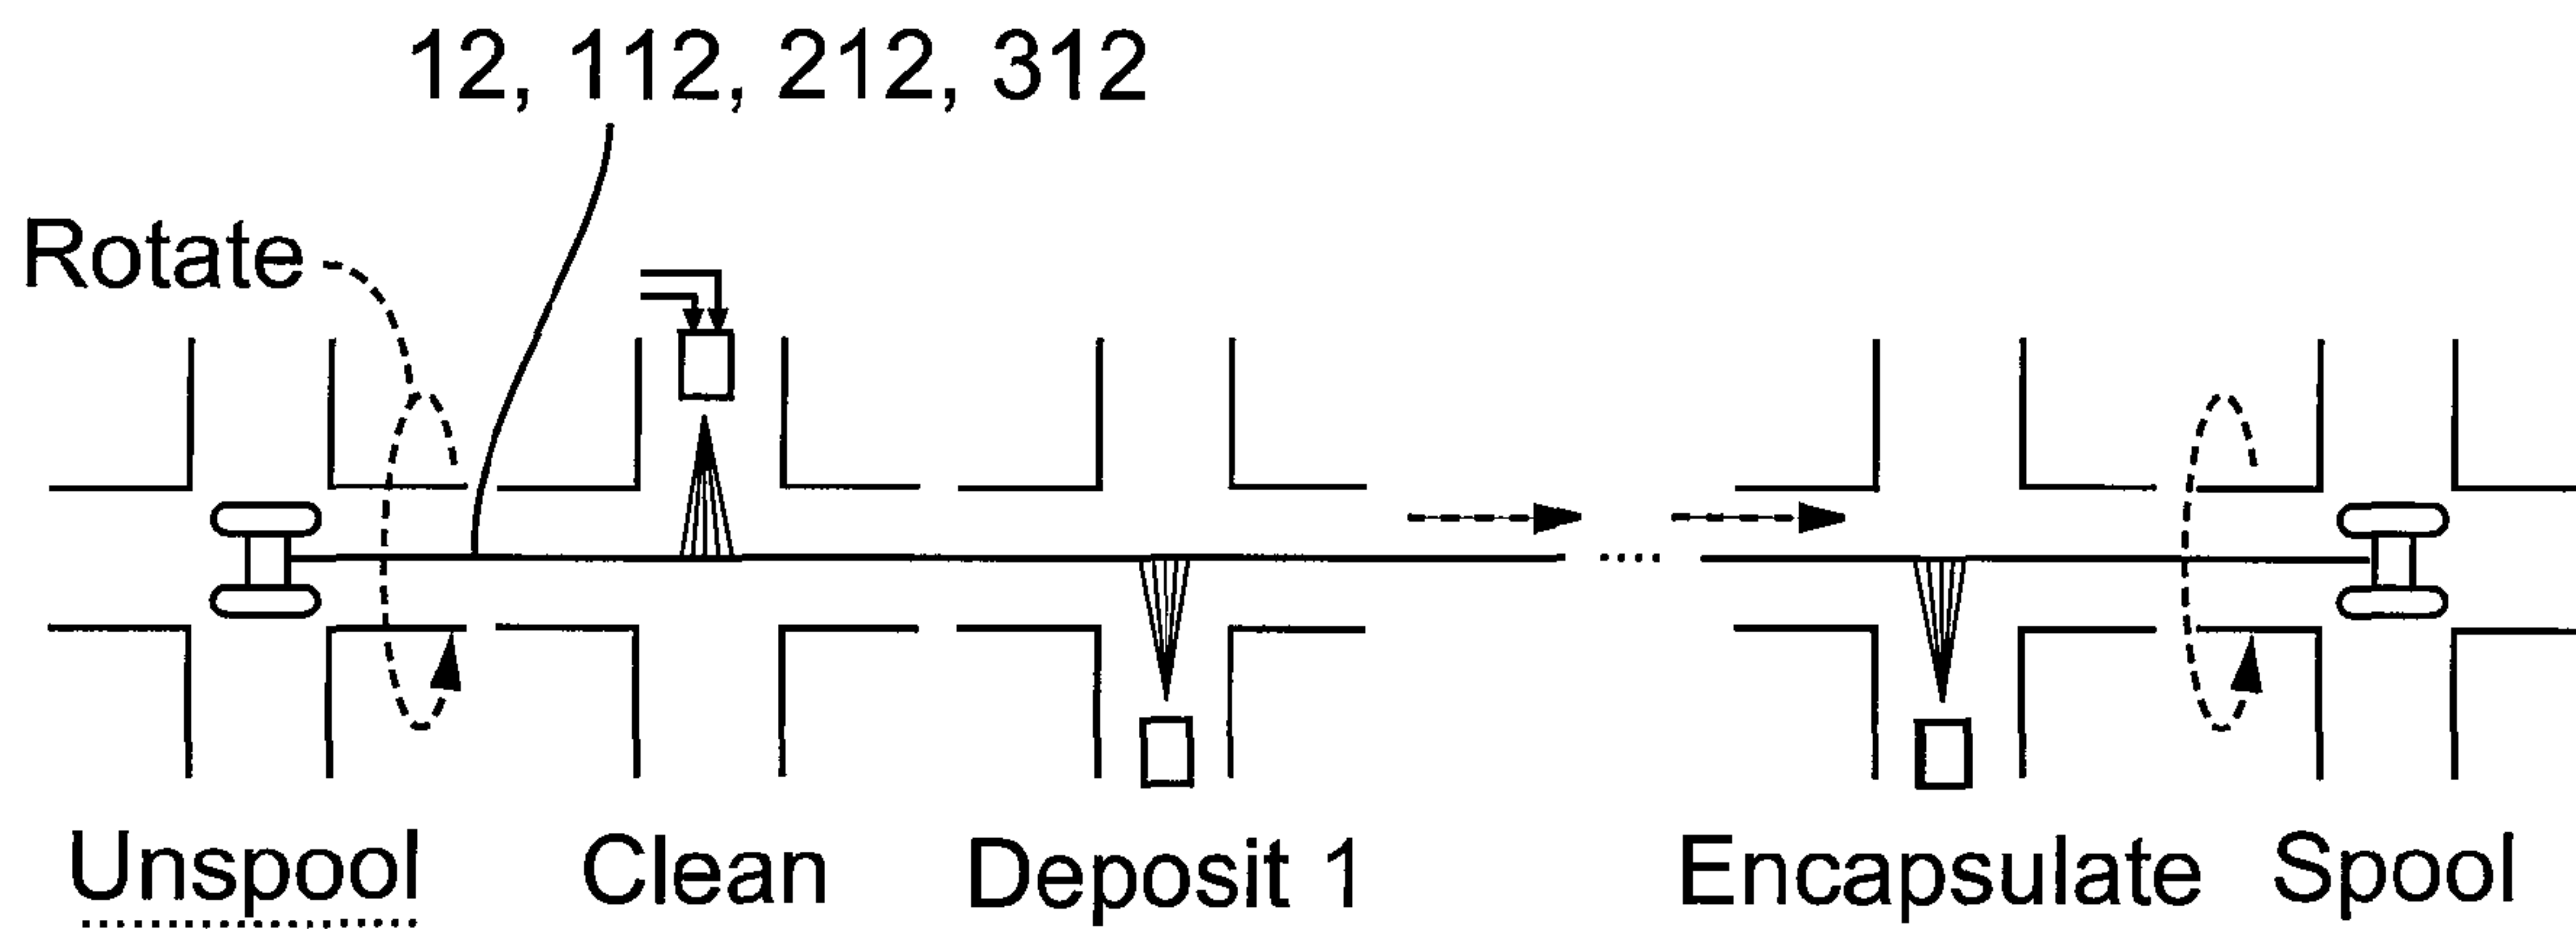 12, 112, 212, 312
Rotate
Unspool Clean Deposit 1 Encapsulate Spool